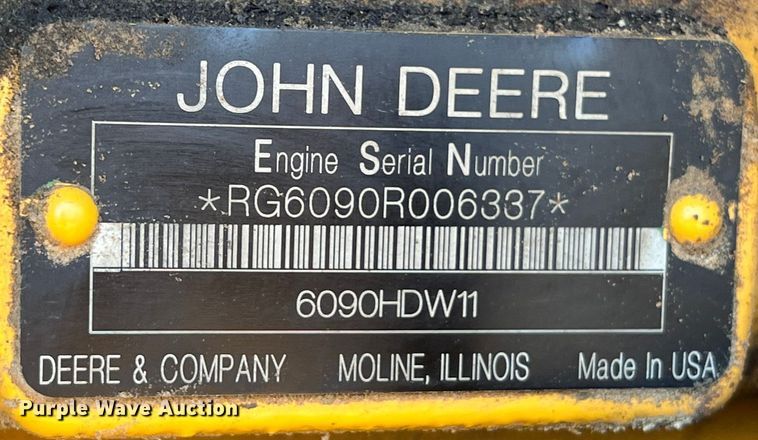 JOHN DEERE
Engine Serial Number
*RG6090R006337*
6090HDW11
DEERE & COMPANY MOLINE, ILLINOIS Made In USA
Purple Wave Auction